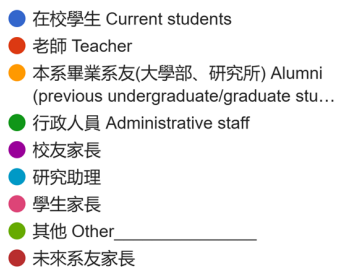 在校學生 Current students
老師 Teacher
本系畢業系友(大學部、研究所) Alumni
(previous undergraduate/graduate stu…
行政人員 Administrative staff
校友家長
研究助理
學生家長
其他 Other________________
未來系友家長